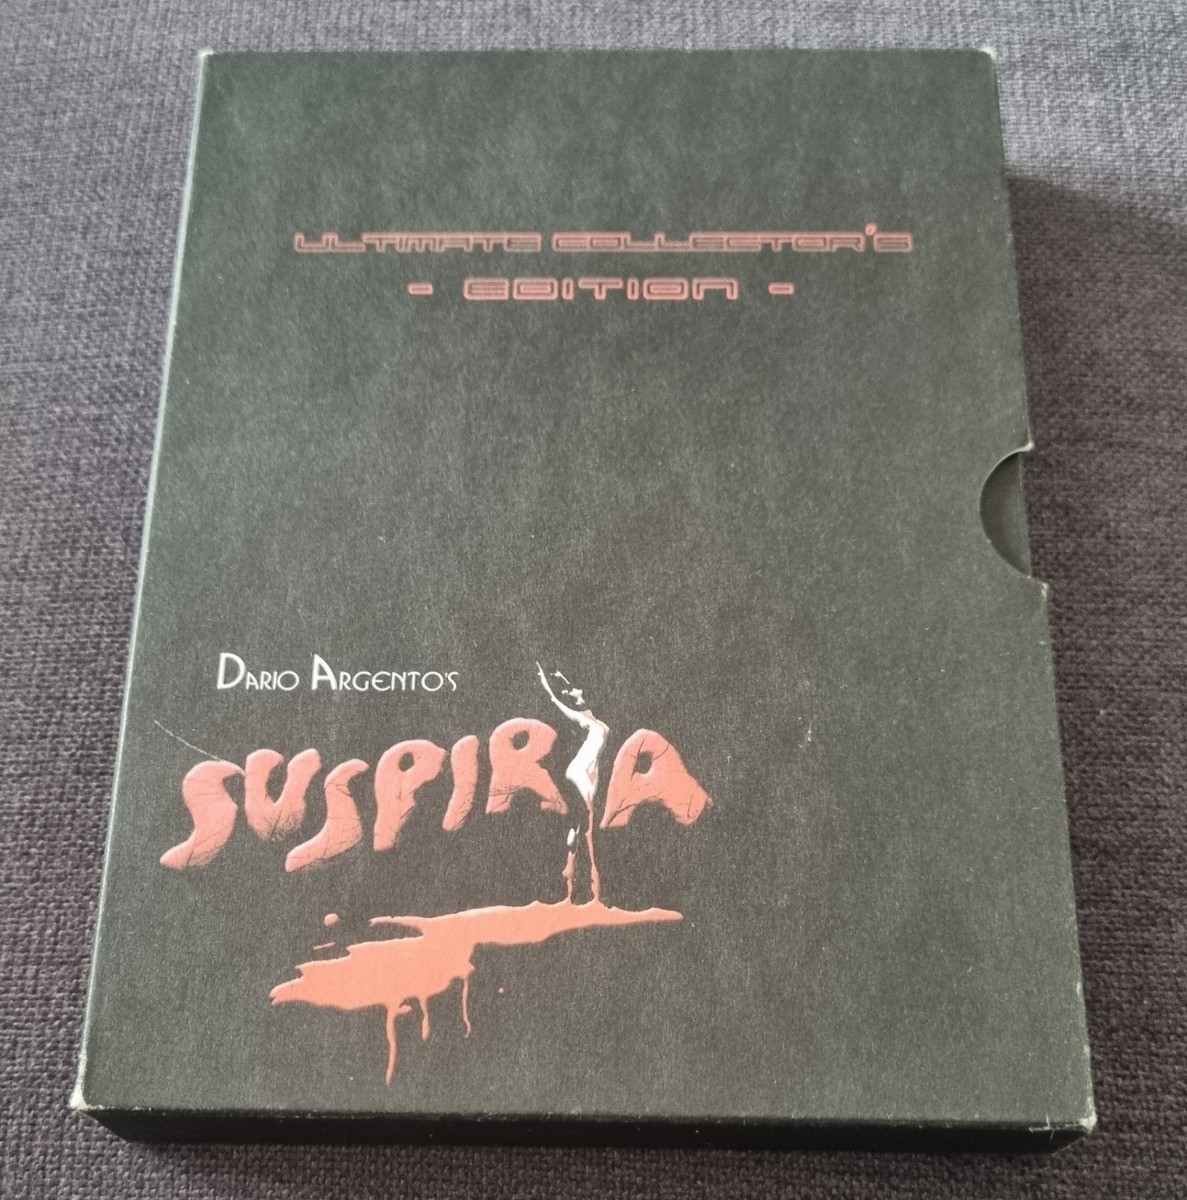 ULTIMATE COLLECTOR'S
- EDITION -
DARIO ARGENTO'S
SUSPIRIA